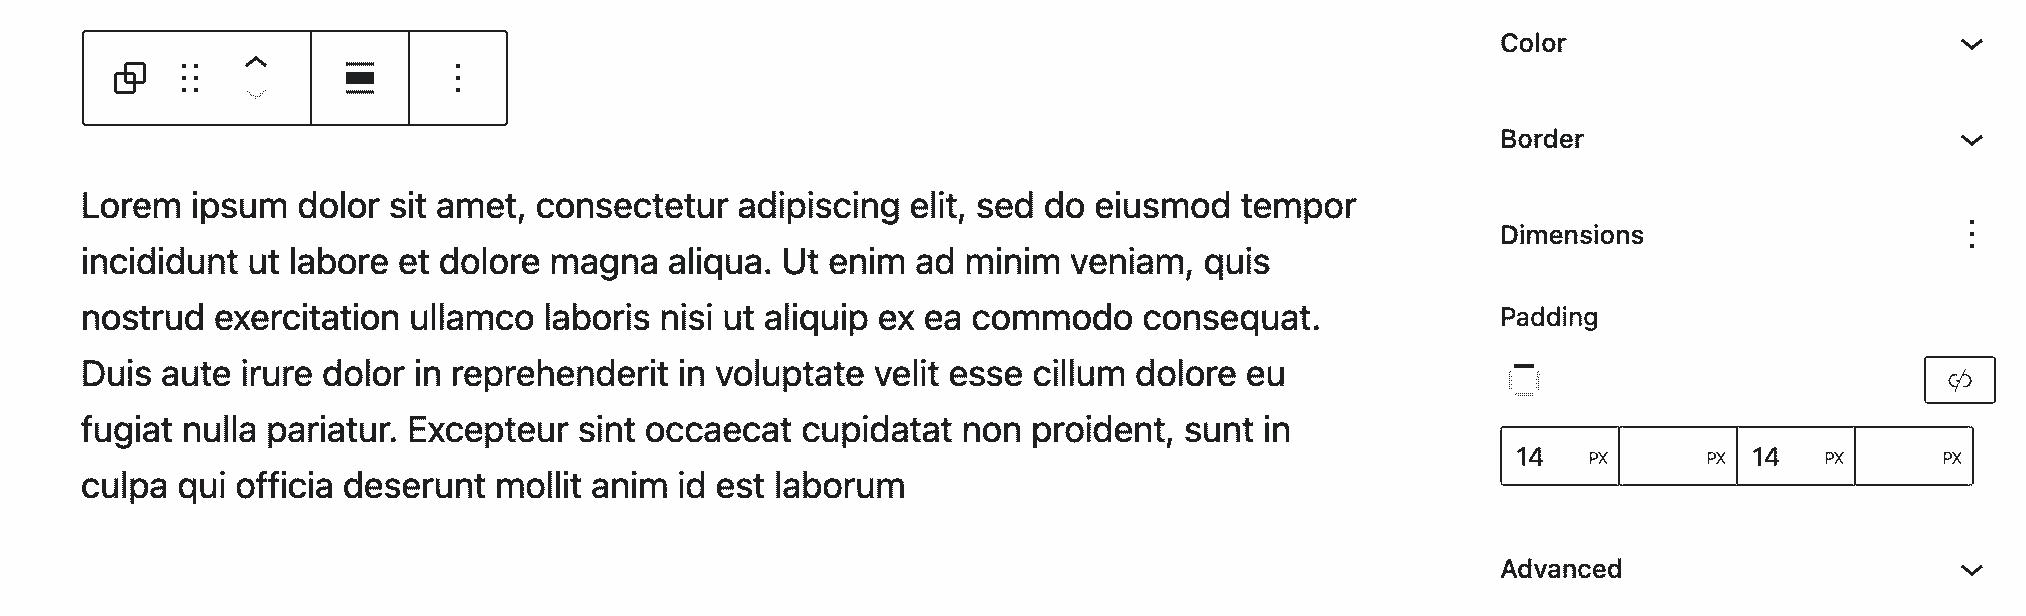 Lorem ipsum dolor sit amet, consectetur adipiscing elit, sed do eiusmod tempor
incididunt ut labore et dolore magna aliqua. Ut enim ad minim veniam, quis
nostrud exercitation ullamco laboris nisi ut aliquip ex ea commodo consequat.
Duis aute irure dolor in reprehenderit in voluptate velit esse cillum dolore eu
fugiat nulla pariatur. Excepteur sint occaecat cupidatat non proident, sunt in
culpa qui officia deserunt mollit anim id est laborum
Color
Border
Dimensions
Padding
14 PX PX 14 PX PX
Advanced